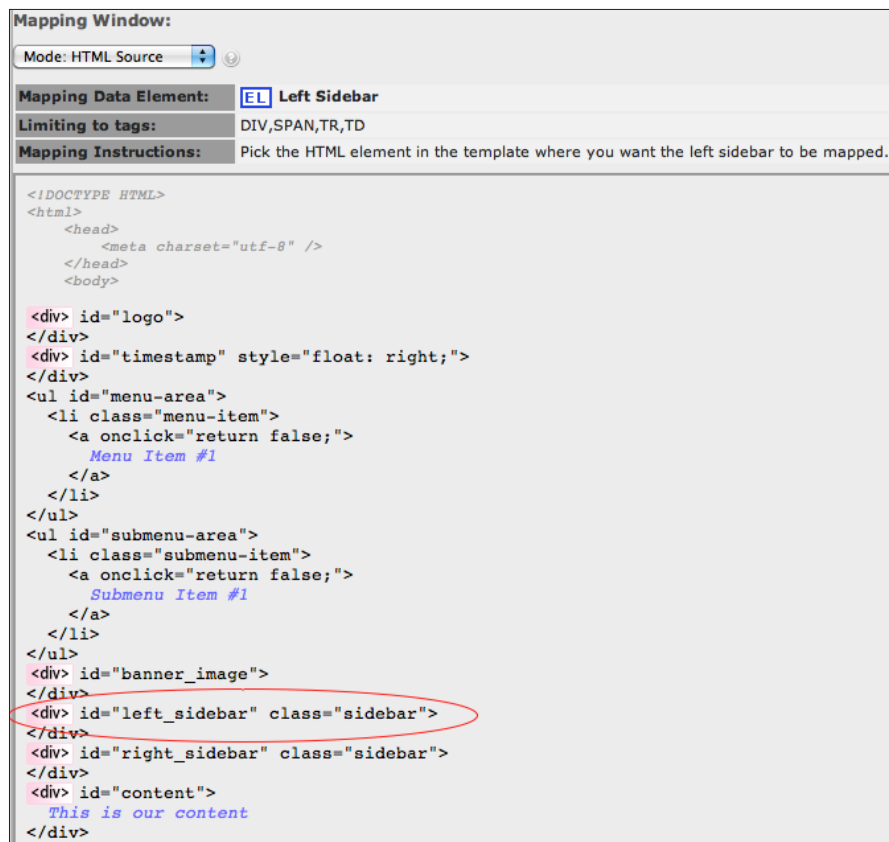 Mapping Window:
Mode: HTML Source
Mapping Data Element: EL Left Sidebar
Limiting to tags: DIV,SPAN,TR,TD
Mapping Instructions: Pick the HTML element in the template where you want the left sidebar to be mapped.
<!DOCTYPE HTML>
<html>
<head>
<meta charset="utf-8" />
</head>
<body>
<div> id="logo">
</div>
<div> id="timestamp" style="float: right;">
</div>
<ul id="menu-area">
<li class="menu-item">
<a onclick="return false;">
Menu Item #1
</a>
</li>
</ul>
<ul id="submenu-area">
<li class="submenu-item">
<a onclick="return false;">
Submenu Item #1
</a>
</li>
</ul>
<div> id="banner_image">
</div>
<div> id="left_sidebar" class="sidebar">
</div>
<div> id="right_sidebar" class="sidebar">
</div>
<div> id="content">
This is our content
</div>